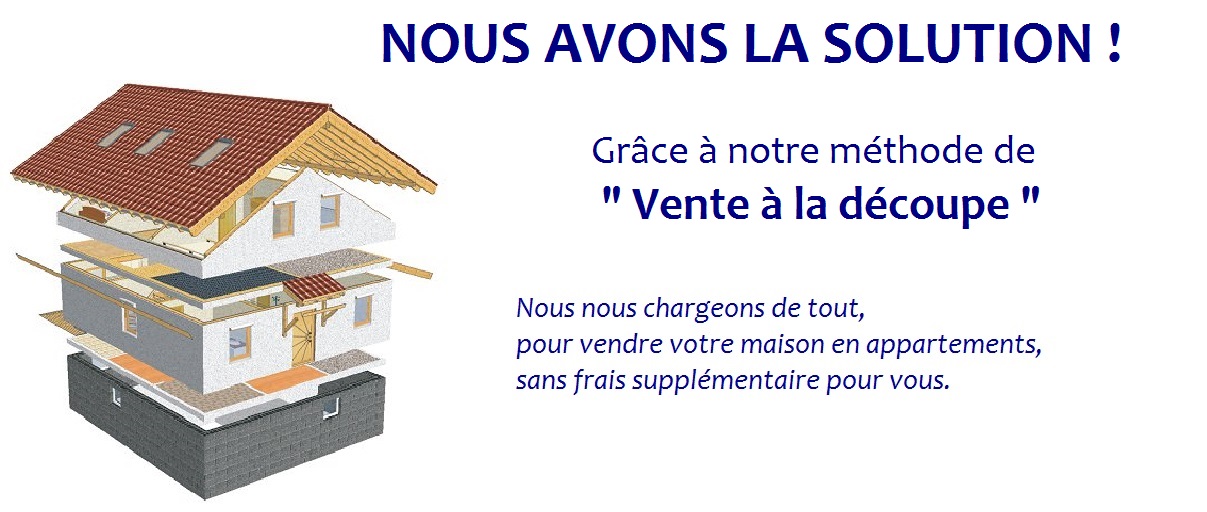 NOUS AVONS LA SOLUTION !
Grâce à notre méthode de
" Vente à la découpe "
Nous nous chargeons de tout,
pour vendre votre maison en appartements,
sans frais supplémentaire pour vous.